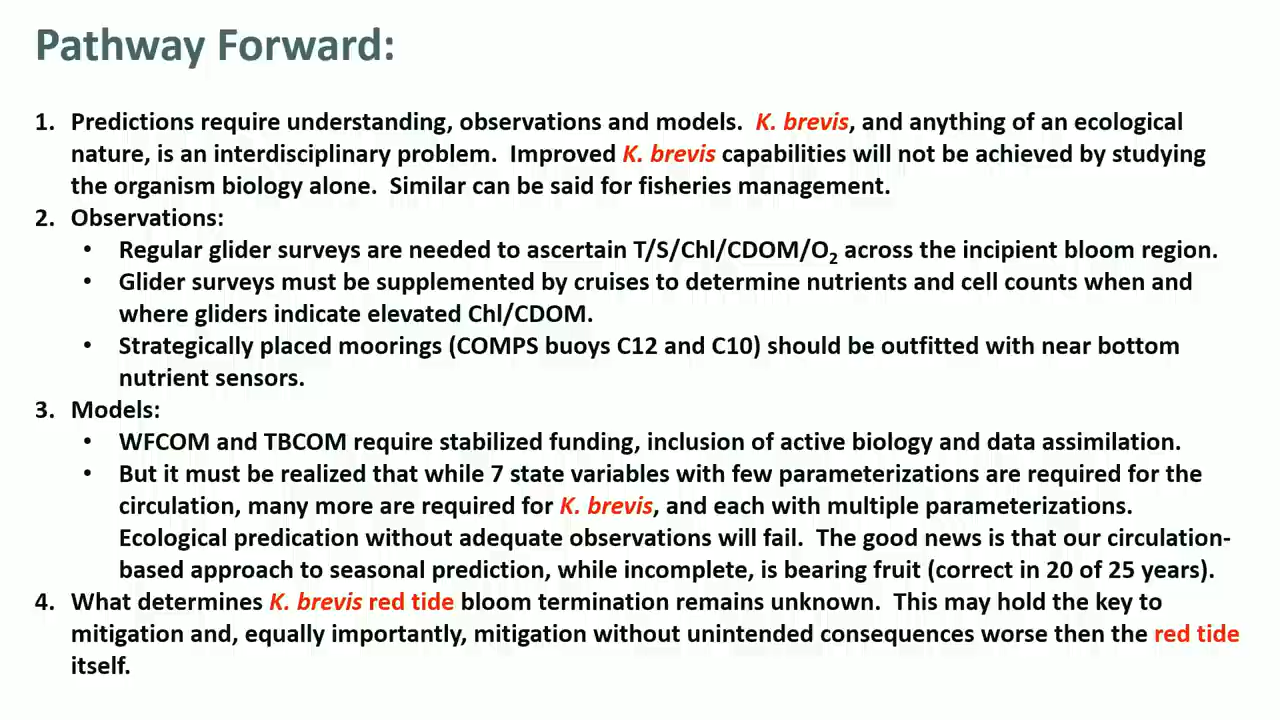 Pathway Forward:
1. Predictions require understanding, observations and models. K. brevis, and anything of an ecological
nature, is an interdisciplinary problem. Improved K. brevis capabilities will not be achieved by studying
the organism biology alone. Similar can be said for fisheries management.
2. Observations:
• Regular glider surveys are needed to ascertain T/S/Chl/CDOM/O₂ across the incipient bloom region.
• Glider surveys must be supplemented by cruises to determine nutrients and cell counts when and
where gliders indicate elevated Chl/CDOM.
• Strategically placed moorings (COMPS buoys C12 and C10) should be outfitted with near bottom
nutrient sensors.
3. Models:
• WFCOM and TBCOM require stabilized funding, inclusion of active biology and data assimilation.
• But it must be realized that while 7 state variables with few parameterizations are required for the
circulation, many more are required for K. brevis, and each with multiple parameterizations.
Ecological predication without adequate observations will fail. The good news is that our circulation-
based approach to seasonal prediction, while incomplete, is bearing fruit (correct in 20 of 25 years).
4. What determines K. brevis red tide bloom termination remains unknown. This may hold the key to
mitigation and, equally importantly, mitigation without unintended consequences worse then the red tide
itself.